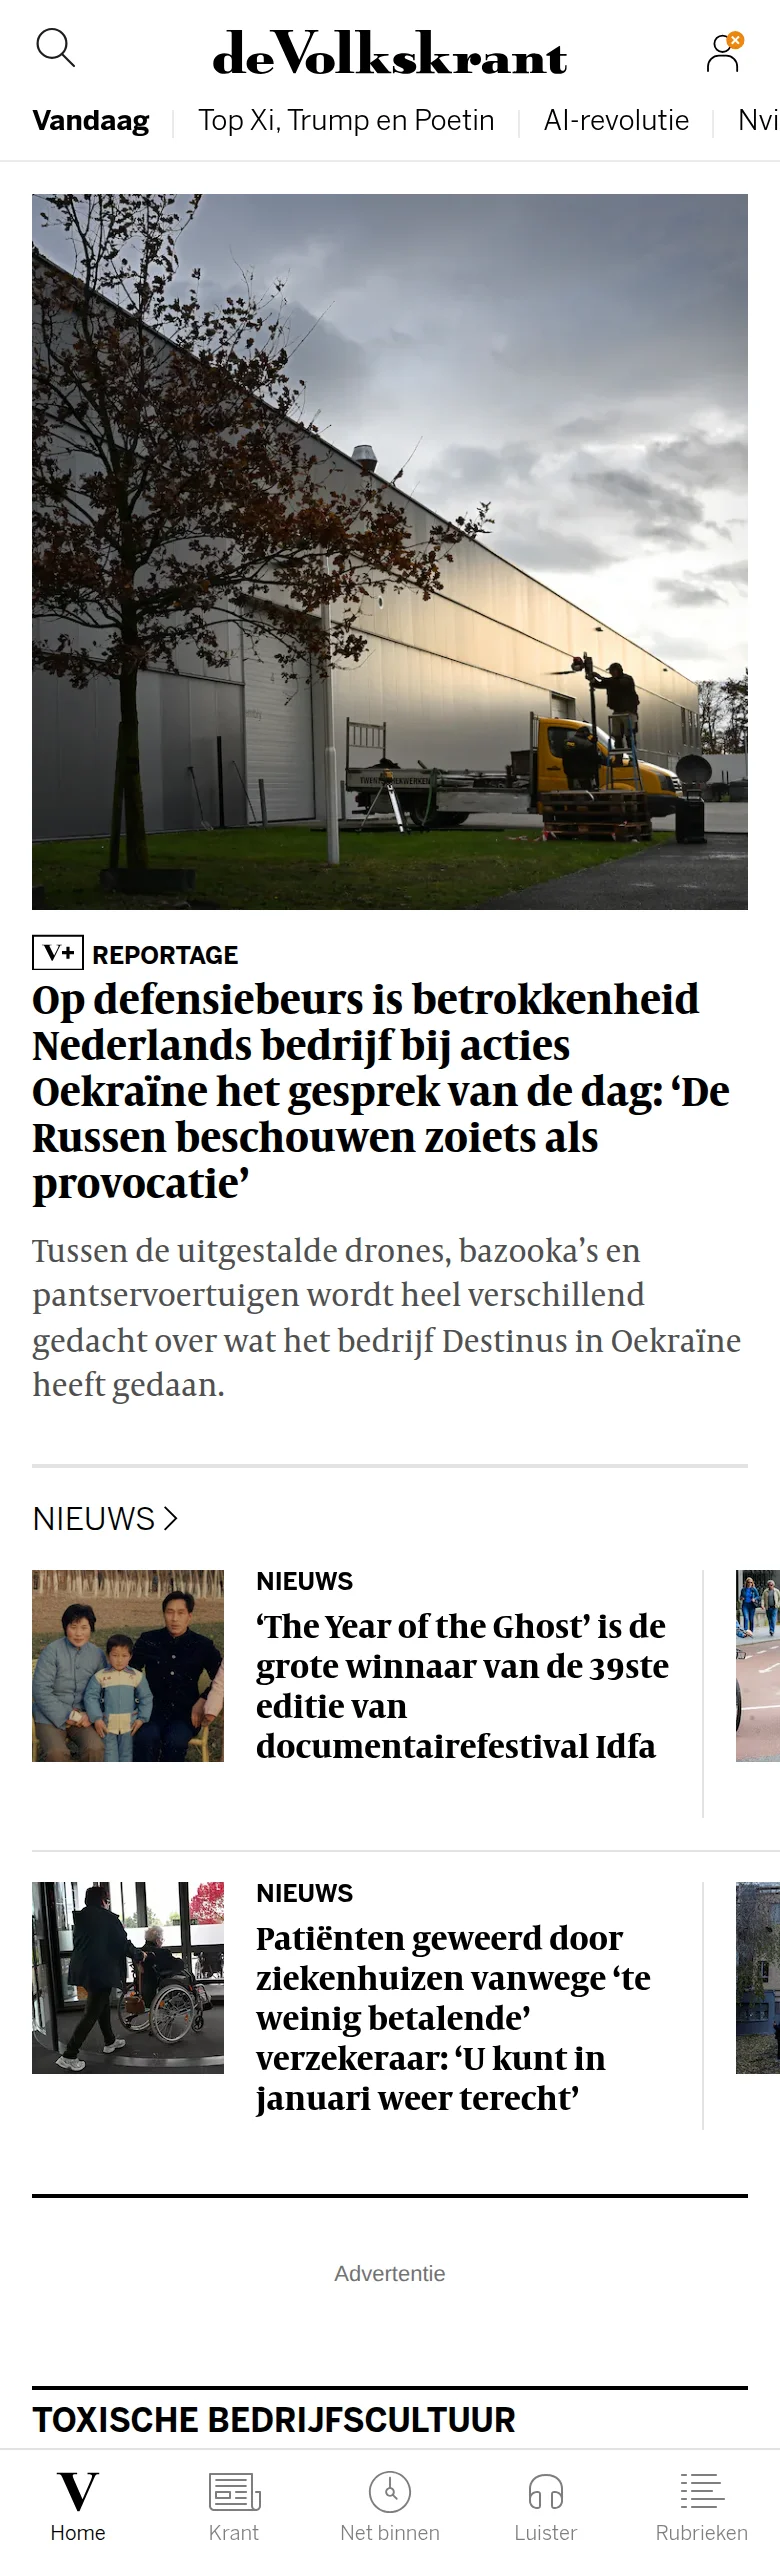 deVolkskrant
Vandaag
Top Xi, Trump en Poetin
AI-revolutie
Nvi
V+ REPORTAGE
Op defensiebeurs is betrokkenheid
Nederlands bedrijf bij acties
Oekraïne het gesprek van de dag: ‘De
Russen beschouwen zoiets als
provocatie’
Tussen de uitgestalde drones, bazooka’s en
pantservoertuigen wordt heel verschillend
gedacht over wat het bedrijf Destinus in Oekraïne
heeft gedaan.
NIEUWS
NIEUWS
‘The Year of the Ghost’ is de
grote winnaar van de 39ste
editie van
documentairefestival Idfa
NIEUWS
Patiënten geweerd door
ziekenhuizen vanwege ‘te
weinig betalende’
verzekeraar: ‘U kunt in
januari weer terecht’
Advertentie
TOXISCHE BEDRIJFSCULTUUR
V
Home
Krant
Net binnen
Luister
Rubrieken